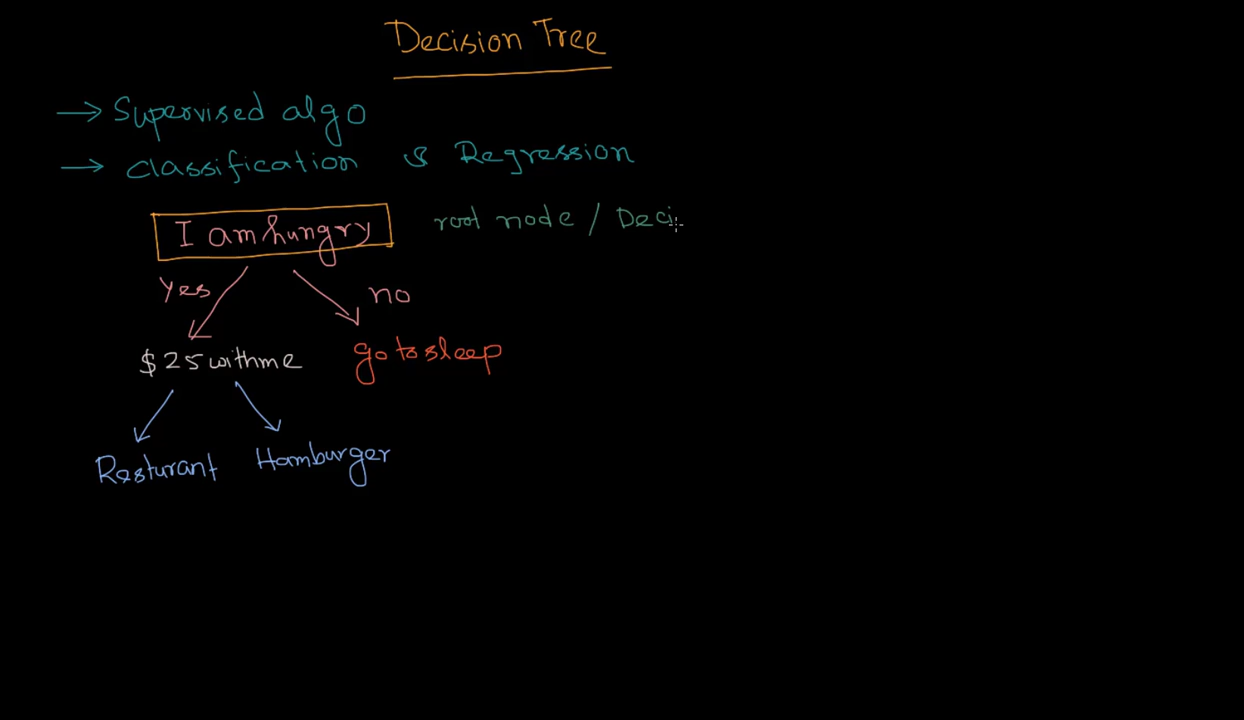 Decision Tree
→ Supervised algo
→ classification & Regression
I am hungry root node / Deci
Yes no
$25 with me go to sleep
Resturant Hamburger